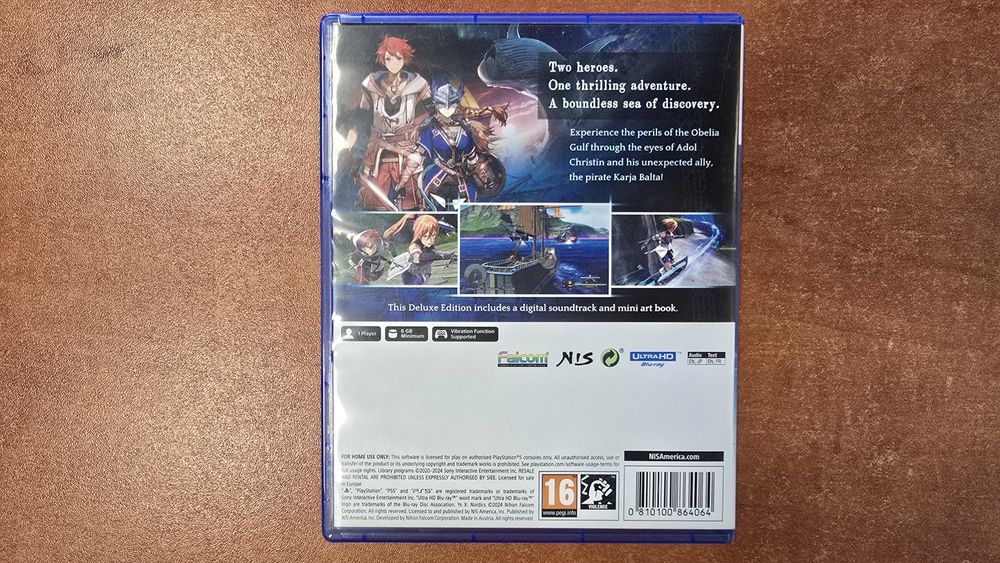 Two heroes.
One thrilling adventure.
A boundless sea of discovery.
Experience the perils of the Obelia
Gulf through the eyes of Adol
Christin and his unexpected ally,
the pirate Karja Balta!
This Deluxe Edition includes a digital soundtrack and mini art book.
1 Player
6 GB
Minimum
Vibration Function
Supported
Falcom
NIS
ULTRA HD
Blu-ray
Audio Text
EN, JP EN, FR
FOR HOME USE ONLY: This software is licensed for play on authorised PlayStation®5 consoles only. All unauthorised access, use or
transfer of the product or its underlying copyright and trademark works is prohibited. See playstation.com/software-usage-terms for
full usage rights. Library programs ©2020-2024 Sony Interactive Entertainment Inc. RESALE
AND RENTAL ARE PROHIBITED UNLESS EXPRESSLY AUTHORISED BY SIEE. Licensed for sale
in Europe.
"PlayStation", "PS5" and are registered trademarks or trademarks of
Sony Interactive Entertainment Inc. "Ultra HD Blu-ray™" word mark and "Ultra HD Blu-ray™"
logo are trademarks of the Blu-ray Disc Association. Ys X: Nordics ©2024 Nihon Falcom
Corporation. All rights reserved. Licensed to and published by NIS America, Inc. Published by
NIS America, Inc. Developed by Nihon Falcom Corporation. Made in Austria. All rights reserved.
NISAmerica.com
16
www.pegi.info
VIOLENCE
0 810100 864064